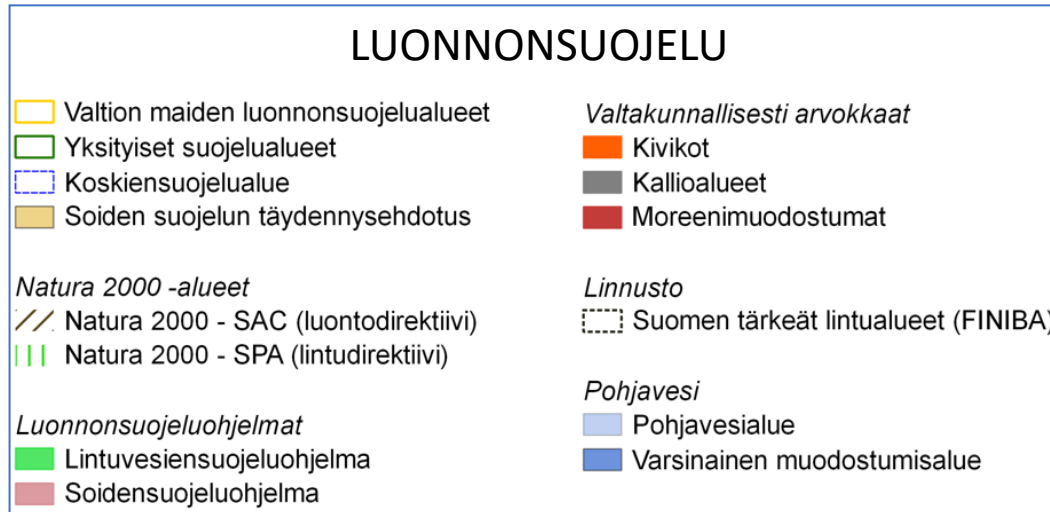 LUONNONSUOJELU
Valtion maiden luonnonsuojelualueet
Yksityiset suojelualueet
Koskiensuojelualue
Soiden suojelun täydennysehdotus
Natura 2000 -alueet
Natura 2000 - SAC (luontodirektiivi)
Natura 2000 - SPA (lintudirektiivi)
Luonnonsuojeluohjelmat
Lintuvesiensuojeluohjelma
Soidensuojeluohjelma
Valtakunnallisesti arvokkaat
Kivikot
Kallioalueet
Moreenimuodostumat
Linnusto
Suomen tärkeät lintualueet (FINIBA)
Pohjavesi
Pohjavesialue
Varsinainen muodostumisalue